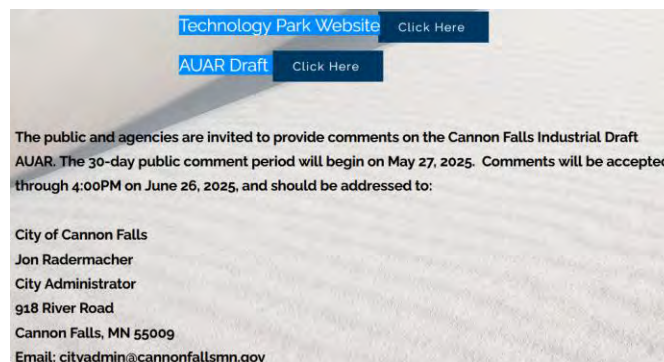 Technology Park Website Click Here
AUAR Draft Click Here
The public and agencies are invited to provide comments on the Cannon Falls Industrial Draft
AUAR. The 30-day public comment period will begin on May 27, 2025. Comments will be accepted
through 4:00PM on June 26, 2025, and should be addressed to:
City of Cannon Falls
Jon Radermacher
City Administrator
918 River Road
Cannon Falls, MN 55009
Email: cityadmin@cannonfallsmn.gov